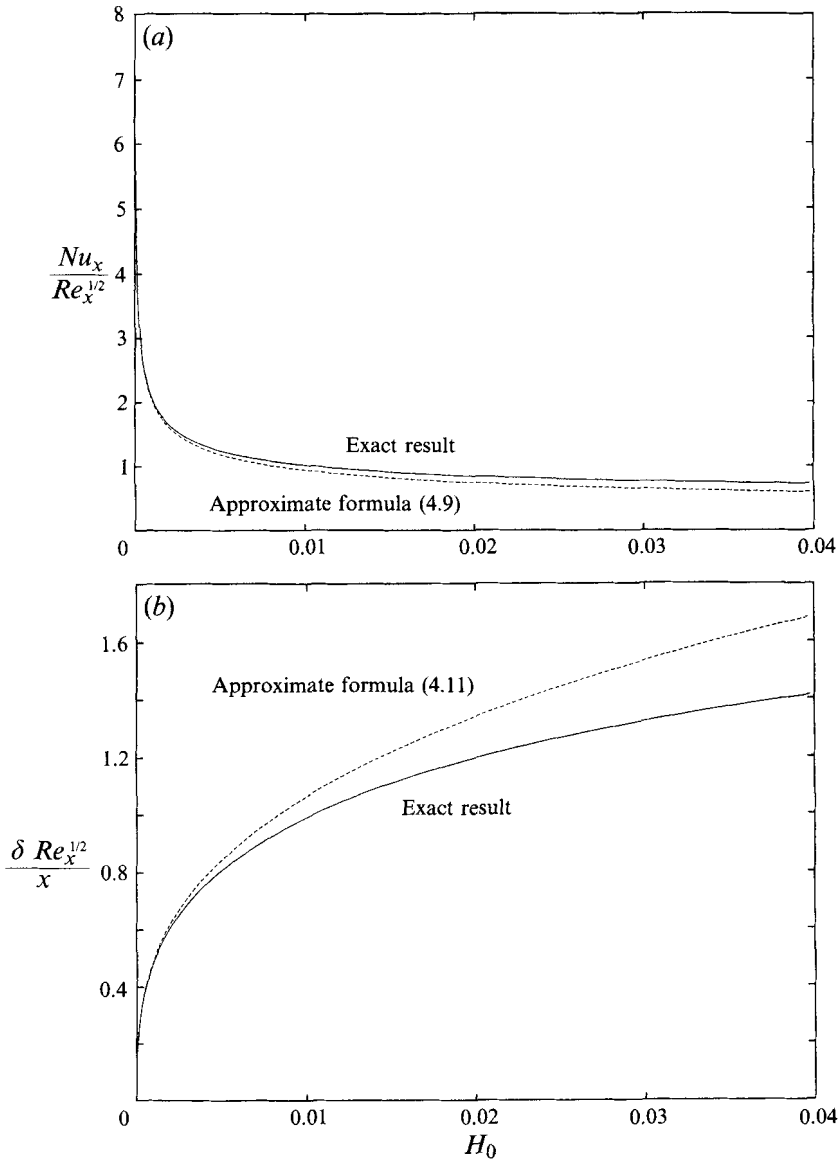 (a)
8
7
6
5
4
3
2
1
0
0.01
0.02
0.03
0.04
Nu_x
Re_x^1/2
Exact result
Approximate formula (4.9)
(b)
1.6
1.2
0.8
0.4
0
0.01
0.02
0.03
0.04
δ Re_x^1/2
x
Approximate formula (4.11)
Exact result
H_0